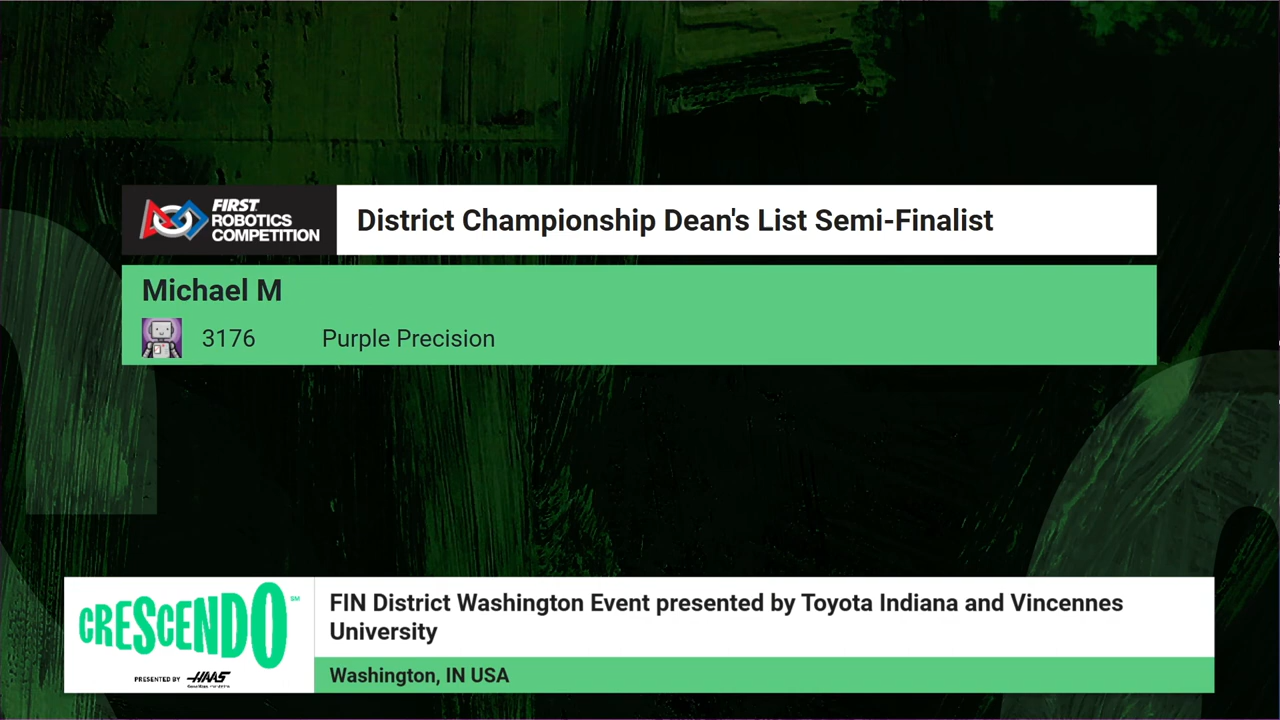 FIRST
ROBOTICS
COMPETITION
District Championship Dean's List Semi-Finalist
Michael M
3176 Purple Precision
CRESCENDO SM
PRESENTED BY HAAS
FIN District Washington Event presented by Toyota Indiana and Vincennes
University
Washington, IN USA